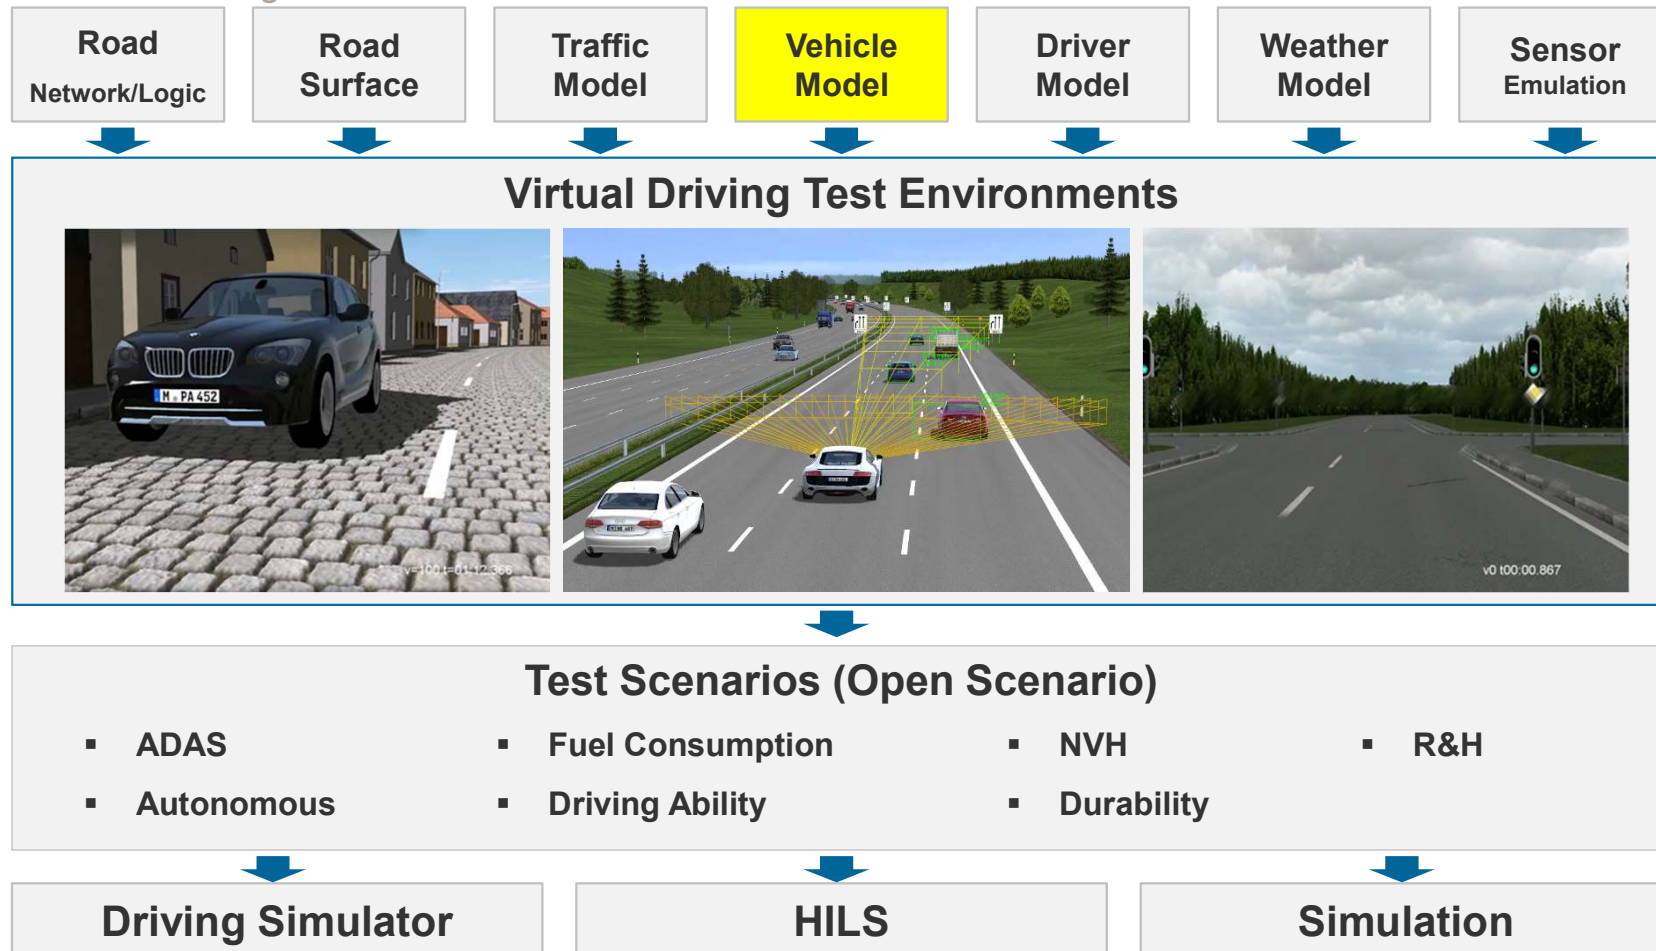 Road
Network/Logic
Road
Surface
Traffic
Model
Vehicle
Model
Driver
Model
Weather
Model
Sensor
Emulation
Virtual Driving Test Environments
M PA 452
v0 t00:00.867
Test Scenarios (Open Scenario)
▪ ADAS
▪ Fuel Consumption
▪ NVH
▪ R&H
▪ Autonomous
▪ Driving Ability
▪ Durability
Driving Simulator
HILS
Simulation